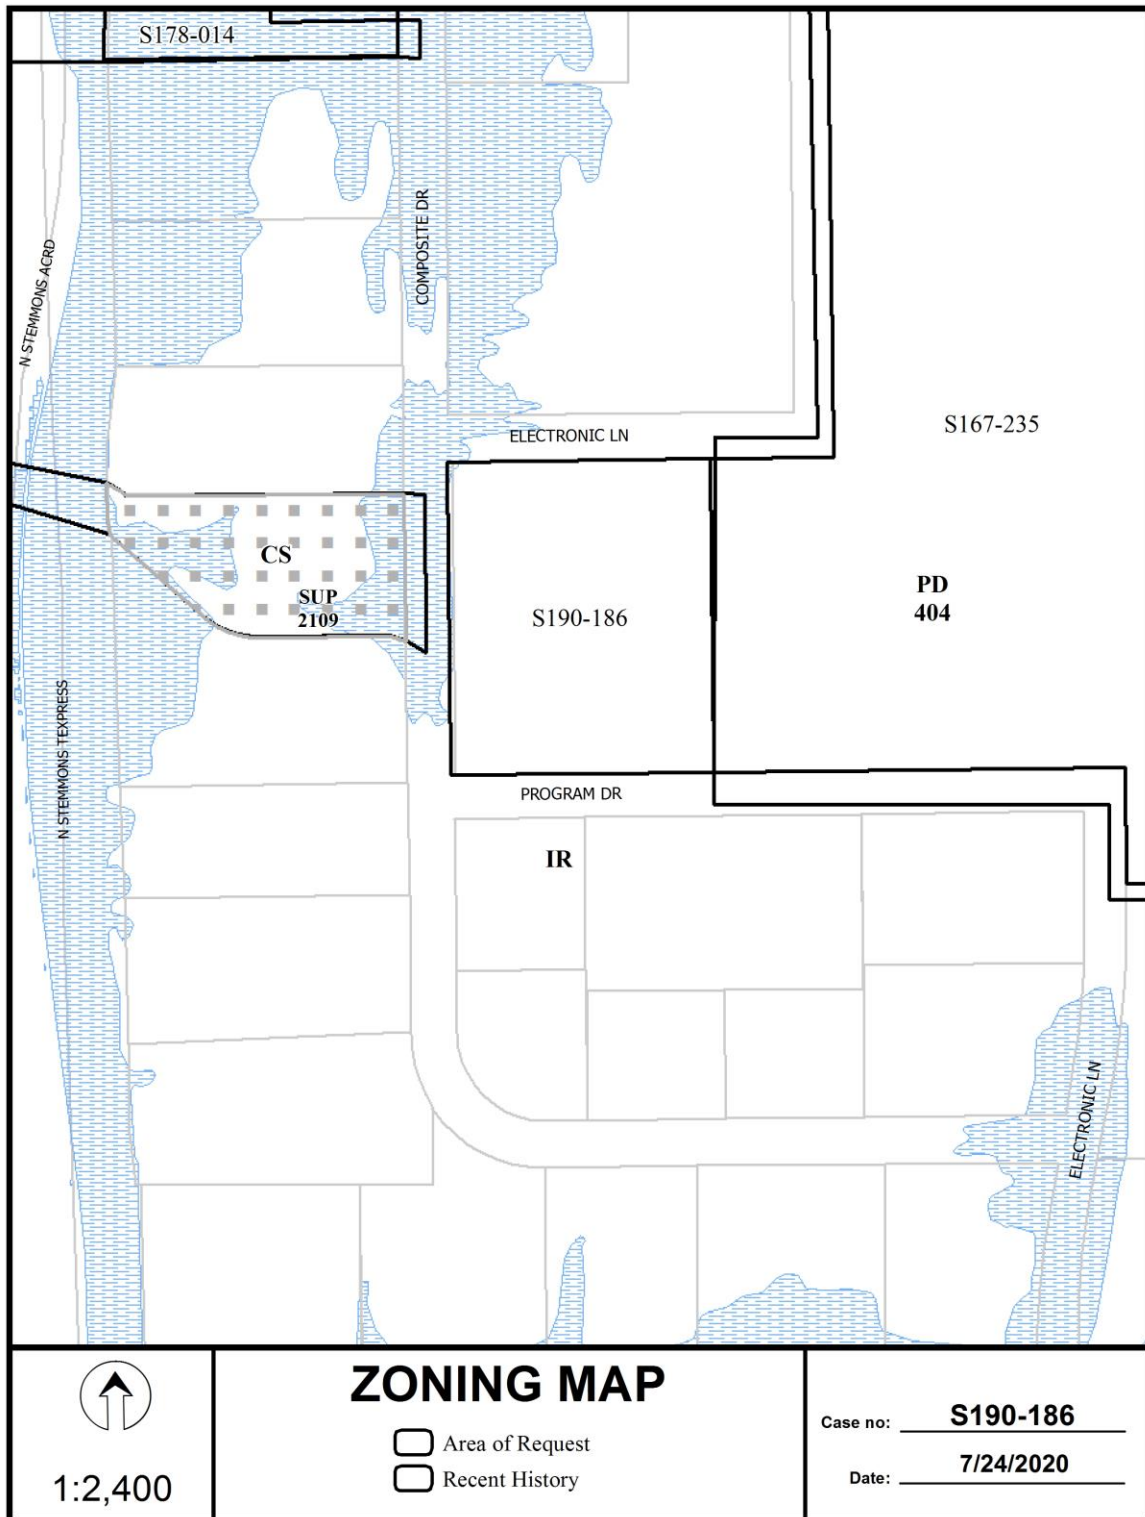 S178-014
COMPOSITE DR
N STEMMONS ACRD
S167-235
ELECTRONIC LN
CS
SUP
2109
S190-186
PD
404
N STEMMONS TEXPRESS
PROGRAM DR
IR
ELECTRONIC LN
1:2,400
ZONING MAP
Area of Request
Recent History
Case no: S190-186
Date: 7/24/2020